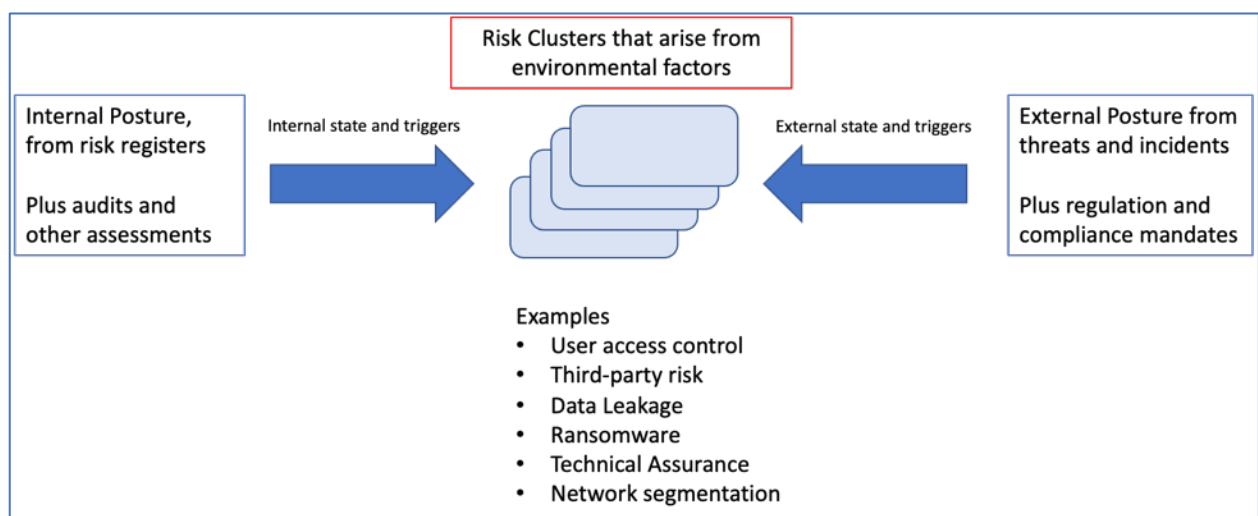 Risk Clusters that arise from
environmental factors
Internal Posture,
from risk registers
Plus audits and
other assessments
Internal state and triggers
External state and triggers
External Posture from
threats and incidents
Plus regulation and
compliance mandates
Examples
• User access control
• Third-party risk
• Data Leakage
• Ransomware
• Technical Assurance
• Network segmentation